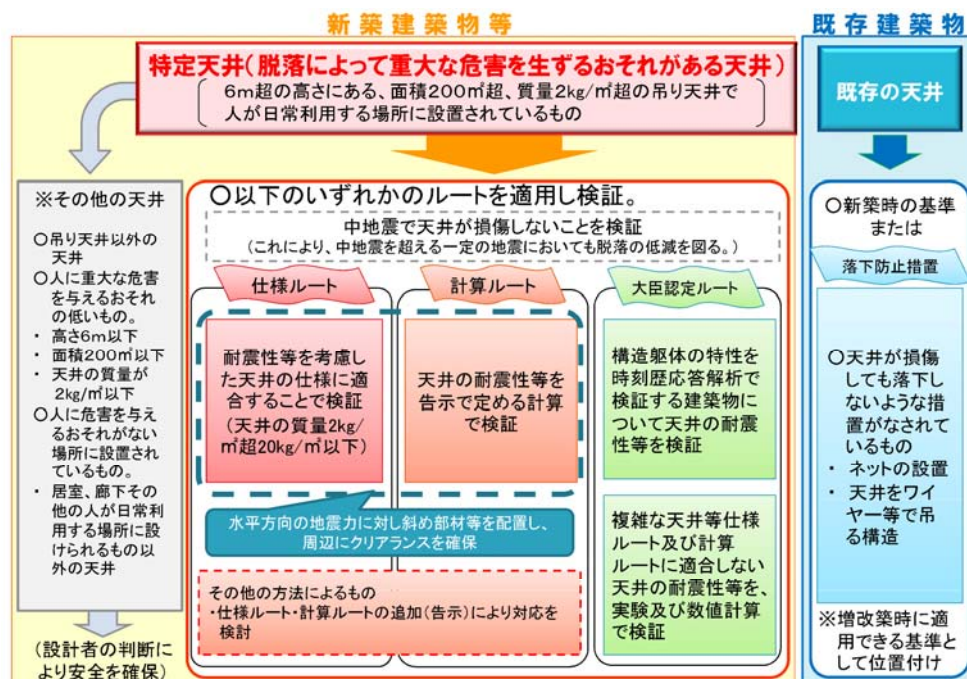 新築建築物等
特定天井(脱落によって重大な危害を生ずるおそれがある天井)
6m超の高さにある、面積200㎡超、質量2kg/㎡超の吊り天井で
人が日常利用する場所に設置されているもの
※その他の天井
○吊り天井以外の
天井
○人に重大な危害
を与えるおそれ
の低いもの。
・ 高さ6m以下
・ 面積200㎡以下
・ 天井の質量が
2kg/㎡以下
○人に危害を与え
るおそれがない
場所に設置され
ているもの。
・ 居室、廊下その
他の人が日常利
用する場所に設
けられるもの以
外の天井
(設計者の判断に
より安全を確保)
○以下のいずれかのルートを適用し検証。
中地震で天井が損傷しないことを検証
(これにより、中地震を超える一定の地震においても脱落の低減を図る。)
仕様ルート
耐震性等を考慮し
た天井の仕様に適
合することで検証
(天井の質量2kg/
㎡超20kg/㎡以下)
計算ルート
天井の耐震性等を
告示で定める計算
で検証
水平方向の地震力に対し斜め部材等を配置し、
周辺にクリアランスを確保
その他の方法によるもの
・仕様ルート・計算ルートの追加(告示)により対応を
検討
大臣認定ルート
構造躯体の特性を
時刻歴応答解析で
検証する建築物に
ついて天井の耐震
性等を検証
複雑な天井等仕様
ルート及び計算
ルートに適合しない
天井の耐震性等を、
実験及び数値計算
で検証
既存建築物
既存の天井
○新築時の基準
または
落下防止措置
○天井が損傷
しても落下し
ないような措
置がなされて
いるもの
・ ネットの設置
・ 天井をワイ
ヤー等で吊
る構造
※増改築時に適
用できる基準と
して位置付け